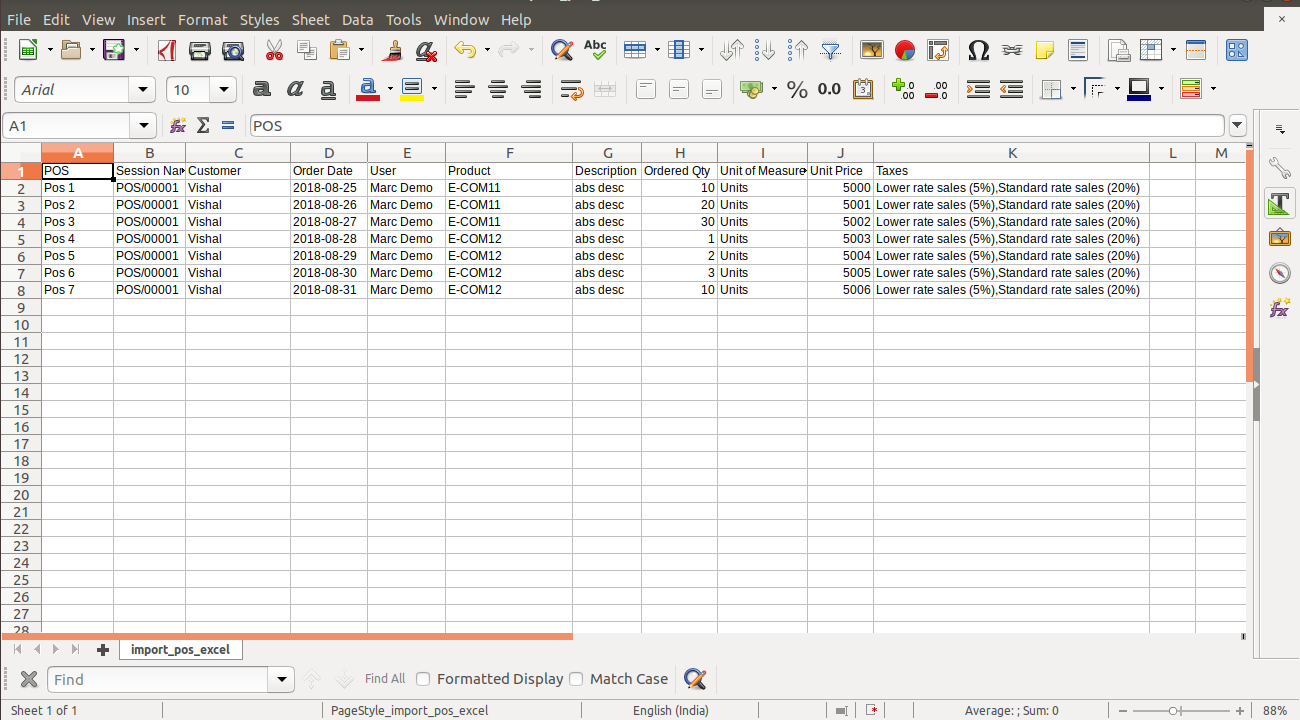 File Edit View Insert Format Styles Sheet Data Tools Window Help
Abc
Arial 10 a a a a % 0.0 3 .00 .00
A1 POS
A B C D E F G H I J K L M
1 POS Session Nar Customer Order Date User Product Description Ordered Qty Unit of Measure Unit Price Taxes
2 Pos 1 POS/00001 Vishal 2018-08-25 Marc Demo E-COM11 abs desc 10 Units 5000 Lower rate sales (5%),Standard rate sales (20%)
3 Pos 2 POS/00001 Vishal 2018-08-26 Marc Demo E-COM11 abs desc 20 Units 5001 Lower rate sales (5%),Standard rate sales (20%)
4 Pos 3 POS/00001 Vishal 2018-08-27 Marc Demo E-COM11 abs desc 30 Units 5002 Lower rate sales (5%),Standard rate sales (20%)
5 Pos 4 POS/00001 Vishal 2018-08-28 Marc Demo E-COM12 abs desc 1 Units 5003 Lower rate sales (5%),Standard rate sales (20%)
6 Pos 5 POS/00001 Vishal 2018-08-29 Marc Demo E-COM12 abs desc 2 Units 5004 Lower rate sales (5%),Standard rate sales (20%)
7 Pos 6 POS/00001 Vishal 2018-08-30 Marc Demo E-COM12 abs desc 3 Units 5005 Lower rate sales (5%),Standard rate sales (20%)
8 Pos 7 POS/00001 Vishal 2018-08-31 Marc Demo E-COM12 abs desc 10 Units 5006 Lower rate sales (5%),Standard rate sales (20%)
9
10
11
12
13
14
15
16
17
18
19
20
21
22
23
24
25
26
27
28
import_pos_excel
Find Find All Formatted Display Match Case
Sheet 1 of 1 PageStyle_import_pos_excel English (India) Average: ; Sum: 0 88%